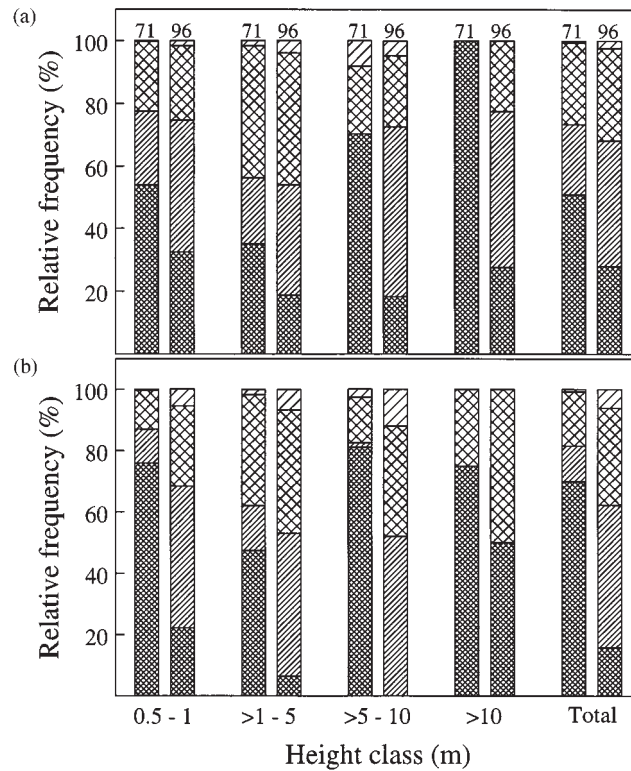 (a)
71 96 71 96 71 96 71 96 71 96
100
80
60
40
20
Relative frequency (%)
(b)
100
80
60
40
20
Relative frequency (%)
0.5 - 1 >1 - 5 >5 - 10 >10 Total
Height class (m)